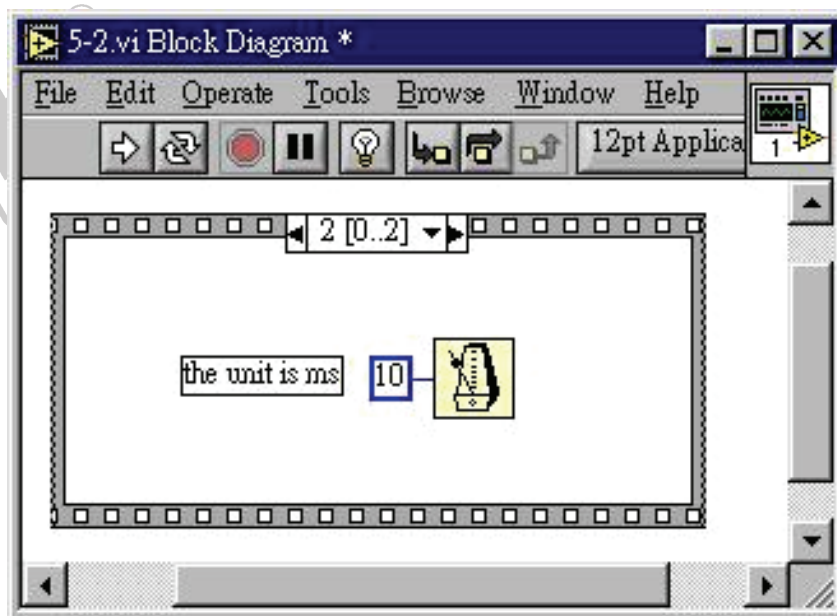 5-2.vi Block Diagram *
File Edit Operate Tools Browse Window Help
12pt Applica
1
2 [0..2]
the unit is ms
10